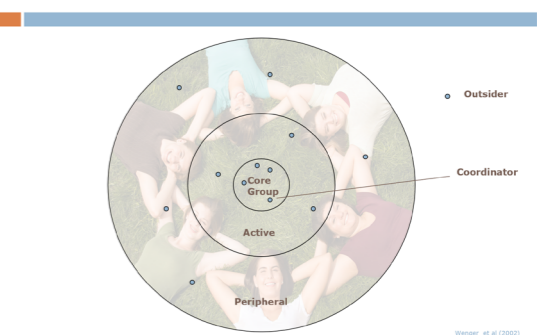 Outsider
Coordinator
Core
Group
Active
Peripheral
Wenger, et al (2002)